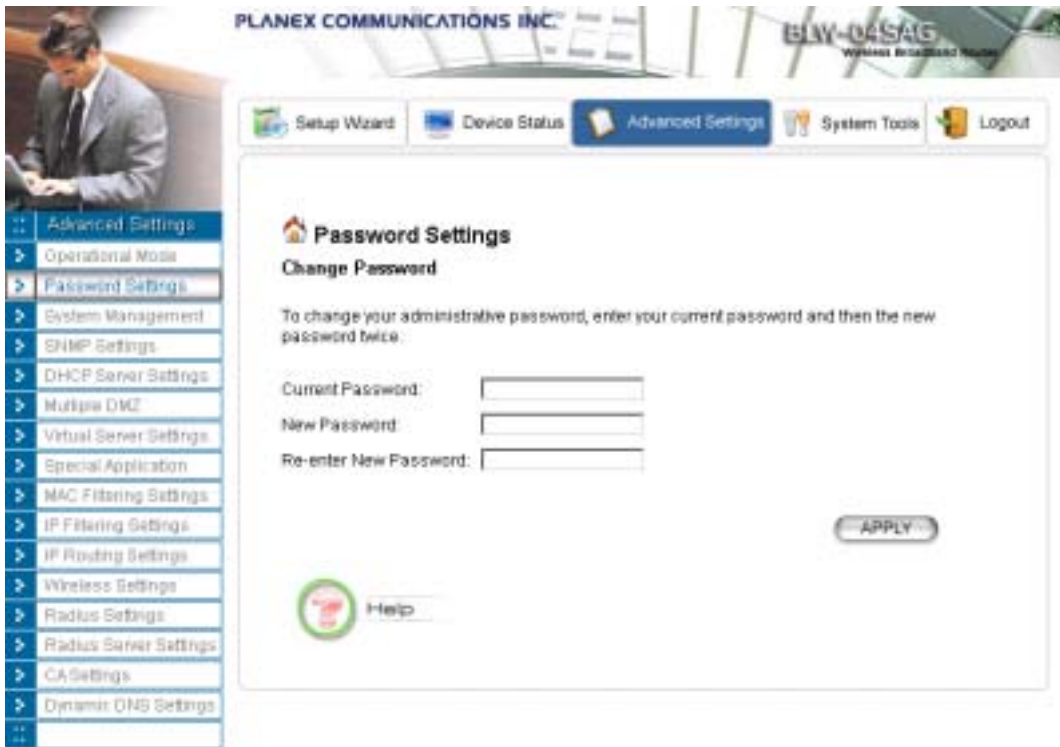 PLANEX COMMUNICATIONS INC.
BLW-04SAG
Wireless Broadband Router
Setup Wizard
Device Status
Advanced Settings
System Tools
Logout
Advanced Settings
Operational Mode
Password Settings
System Management
SNMP Settings
DHCP Server Settings
Multiple DMZ
Virtual Server Settings
Special Application
MAC Filtering Settings
IP Filtering Settings
IP Routing Settings
Wireless Settings
Radius Settings
Radius Server Settings
CA Settings
Dynamic DNS Settings
Password Settings
Change Password
To change your administrative password, enter your current password and then the new
password twice.
Current Password:
New Password:
Re-enter New Password:
APPLY
Help